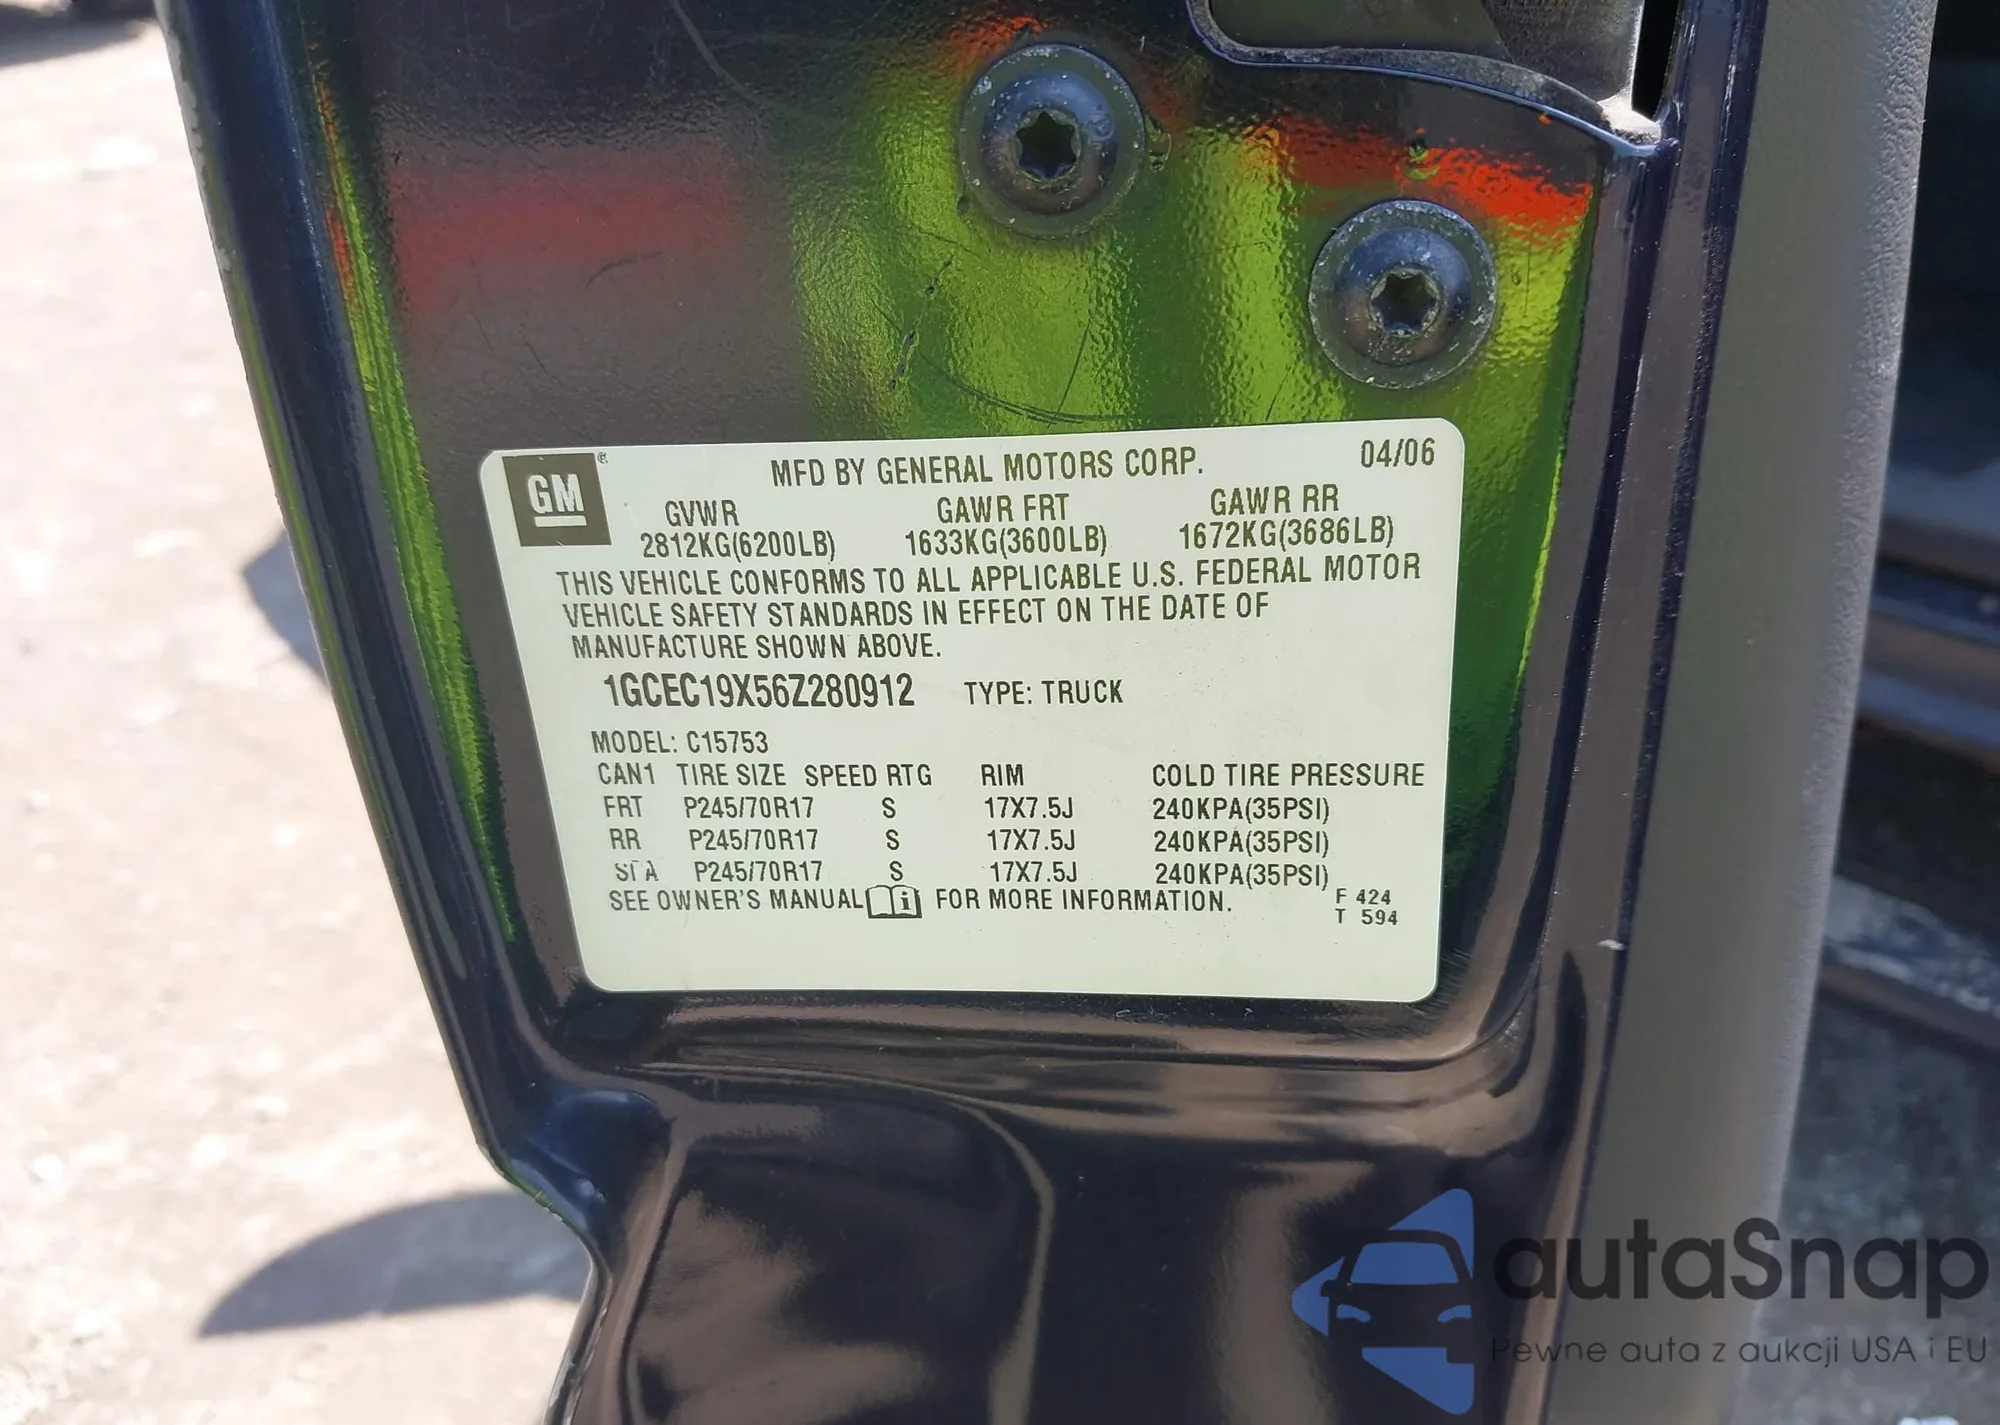 GM® MFD BY GENERAL MOTORS CORP. 04/06
GVWR GAWR FRT GAWR RR
2812KG(6200LB) 1633KG(3600LB) 1672KG(3686LB)
THIS VEHICLE CONFORMS TO ALL APPLICABLE U.S. FEDERAL MOTOR
VEHICLE SAFETY STANDARDS IN EFFECT ON THE DATE OF
MANUFACTURE SHOWN ABOVE.
1GCEC19X56Z280912 TYPE: TRUCK
MODEL: C15753
CAN1 TIRE SIZE SPEED RTG RIM COLD TIRE PRESSURE
FRT P245/70R17 S 17X7.5J 240KPA(35PSI)
RR P245/70R17 S 17X7.5J 240KPA(35PSI)
SPA P245/70R17 S 17X7.5J 240KPA(35PSI)
SEE OWNER'S MANUAL FOR MORE INFORMATION.
F 424
T 594
autaSnap
Pewne auta z aukcji USA i EU